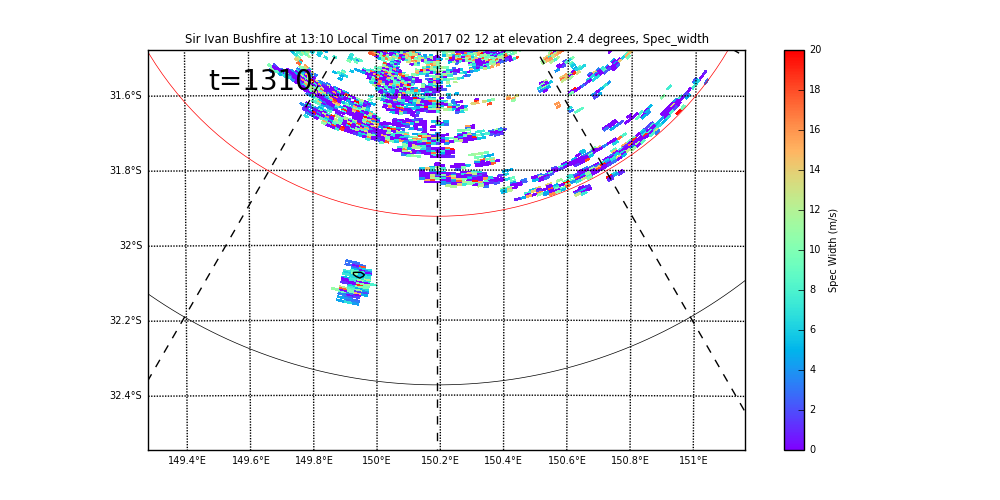 Sir Ivan Bushfire at 13:10 Local Time on 2017 02 12 at elevation 2.4 degrees, Spec_width
t=1310
31.6°S
31.8°S
32°S
32.2°S
32.4°S
0
149.4°E 149.6°E 149.8°E 150°E 150.2°E 150.4°E 150.6°E 150.8°E 151°E
20
18
16
14
12
10
8
6
4
2
0
Spec Width (m/s)